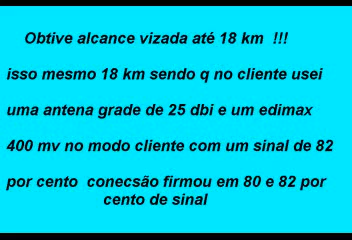 Obtive alcance vizada até 18 km !!!
isso mesmo 18 km sendo q no cliente usei
uma antena grade de 25 dbi e um edimax
400 mv no modo cliente com um sinal de 82
por cento conecsão firmou em 80 e 82 por
cento de sinal